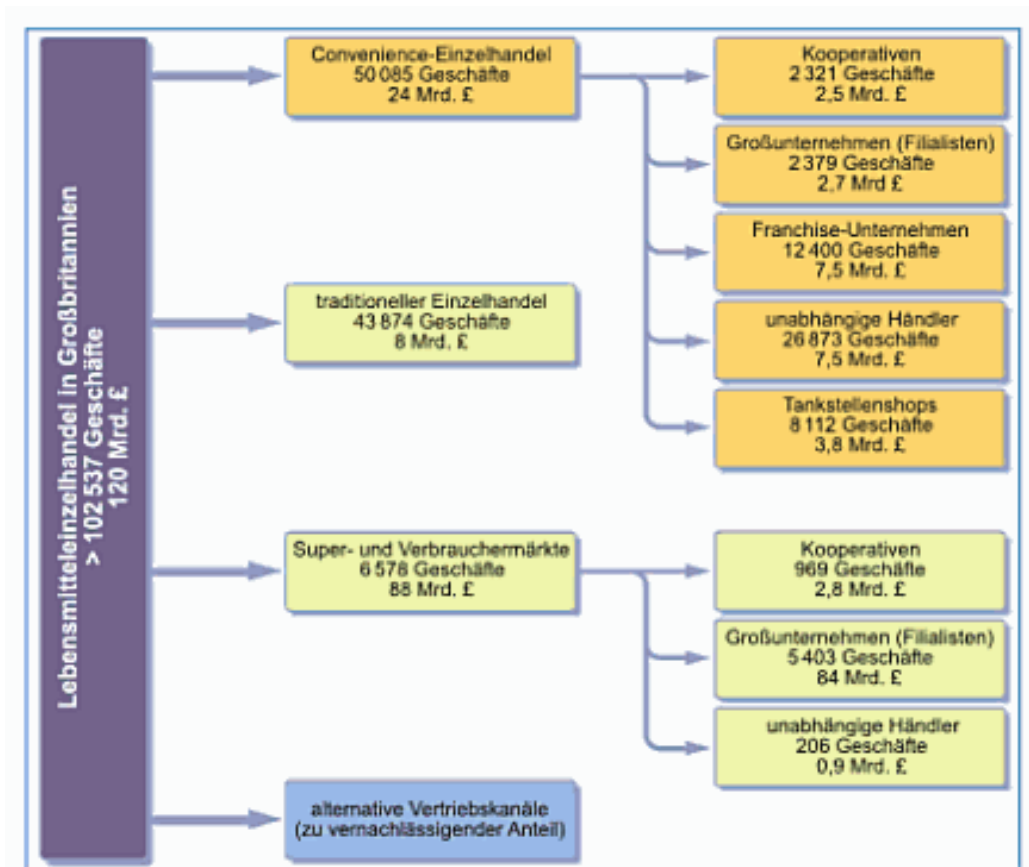 Lebensmitteleinzelhandel in Großbritannien
> 102 537 Geschäfte
120 Mrd. £
Convenience-Einzelhandel
50 085 Geschäfte
24 Mrd. £
Kooperativen
2 321 Geschäfte
2,5 Mrd. £
Großunternehmen (Filialisten)
2 379 Geschäfte
2,7 Mrd £
Franchise-Unternehmen
12 400 Geschäfte
7,5 Mrd. £
unabhängige Händler
26 873 Geschäfte
7,5 Mrd. £
Tankstellenshops
8 112 Geschäfte
3,8 Mrd. £
traditioneller Einzelhandel
43 874 Geschäfte
8 Mrd. £
Super- und Verbrauchermärkte
6 578 Geschäfte
88 Mrd. £
Kooperativen
969 Geschäfte
2,8 Mrd. £
Großunternehmen (Filialisten)
5 403 Geschäfte
84 Mrd. £
unabhängige Händler
206 Geschäfte
0,9 Mrd. £
alternative Vertriebskanäle
(zu vernachlässigender Anteil)